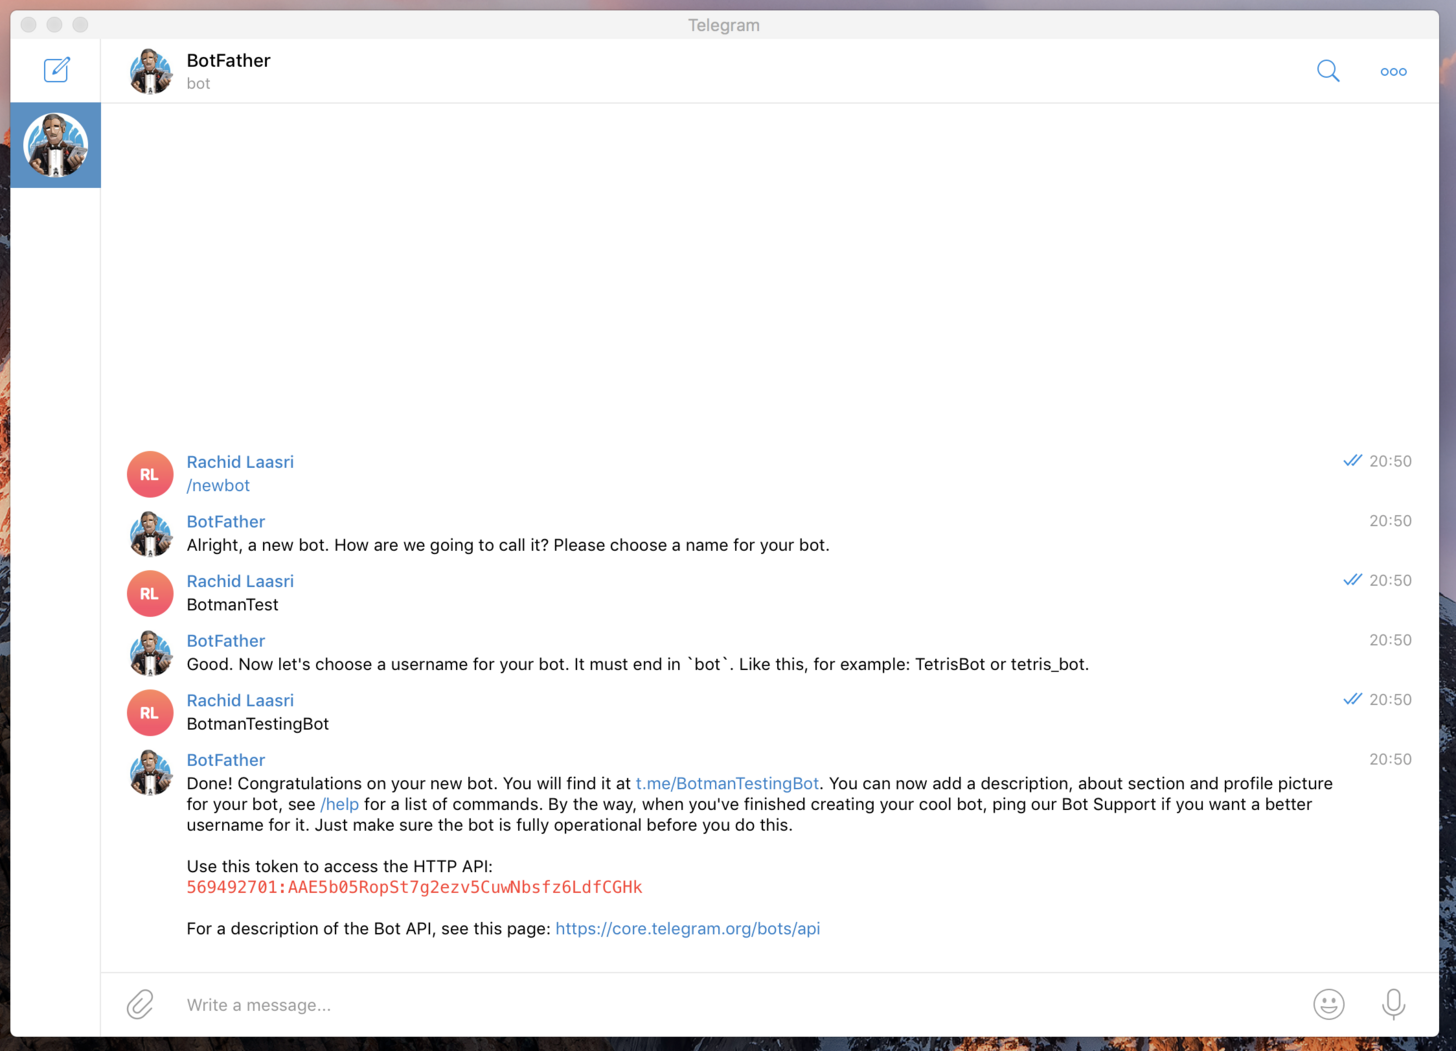 Telegram
BotFather
bot
Rachid Laasri
20:50
RL
/newbot
BotFather
20:50
Alright, a new bot. How are we going to call it? Please choose a name for your bot.
Rachid Laasri
20:50
RL
BotmanTest
BotFather
20:50
Good. Now let's choose a username for your bot. It must end in `bot`. Like this, for example: TetrisBot or tetris_bot.
Rachid Laasri
20:50
RL
BotmanTestingBot
BotFather
20:50
Done! Congratulations on your new bot. You will find it at t.me/BotmanTestingBot. You can now add a description, about section and profile picture
for your bot, see /help for a list of commands. By the way, when you've finished creating your cool bot, ping our Bot Support if you want a better
username for it. Just make sure the bot is fully operational before you do this.
Use this token to access the HTTP API:
569492701:AAE5b05RopSt7g2ezv5CuwNbsfz6LdfCGHk
For a description of the Bot API, see this page: https://core.telegram.org/bots/api
Write a message...